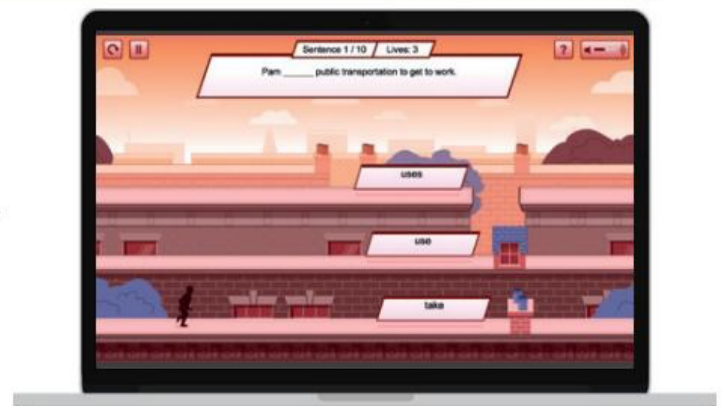 Sentence 1 / 10 Lives: 3
?
Pam ______ public transportation to get to work.
uses
use
take